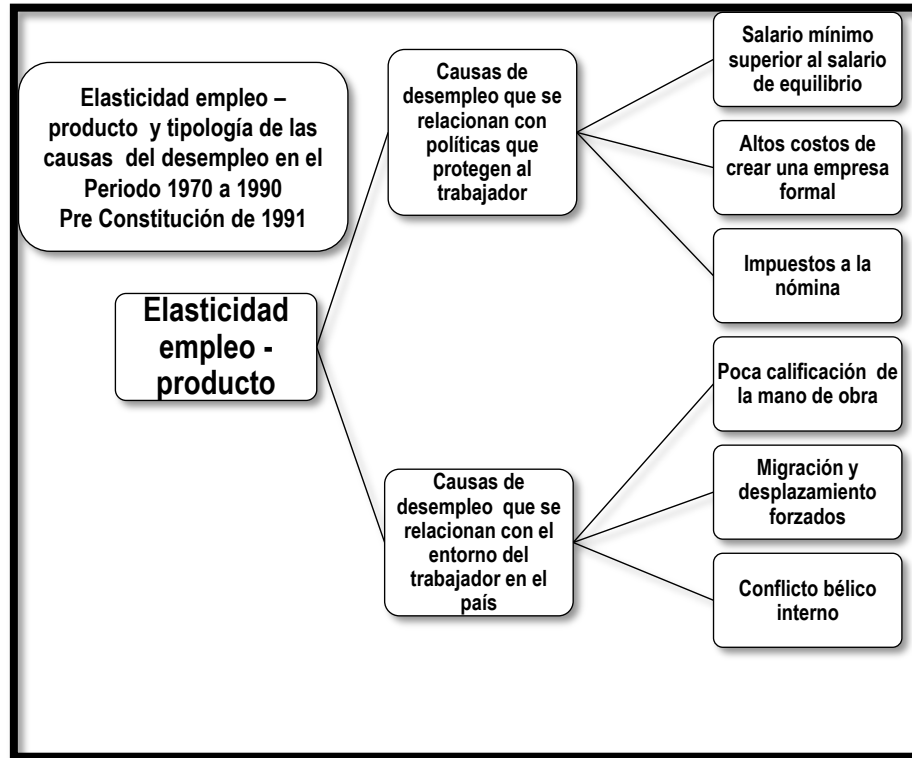 Elasticidad empleo –
producto y tipología de las
causas del desempleo en el
Periodo 1970 a 1990
Pre Constitución de 1991
Elasticidad
empleo -
producto
Causas de
desempleo que se
relacionan con
políticas que
protegen al
trabajador
Salario mínimo
superior al salario
de equilibrio
Altos costos de
crear una empresa
formal
Impuestos a la
nómina
Causas de
desempleo que se
relacionan con el
entorno del
trabajador en el
país
Poca calificación de
la mano de obra
Migración y
desplazamiento
forzados
Conflicto bélico
interno